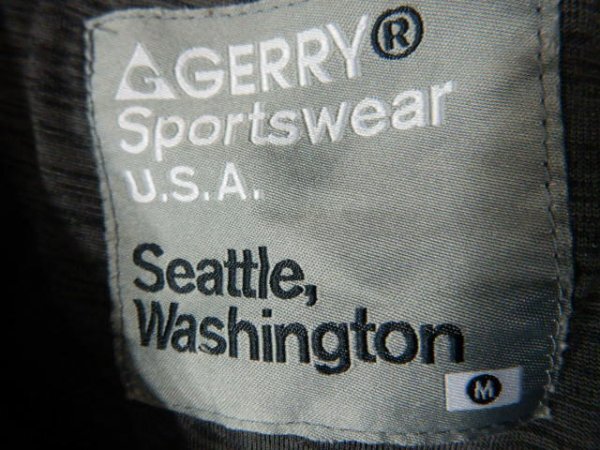 GERRY®
Sportswear
U.S.A.
Seattle,
Washington
M